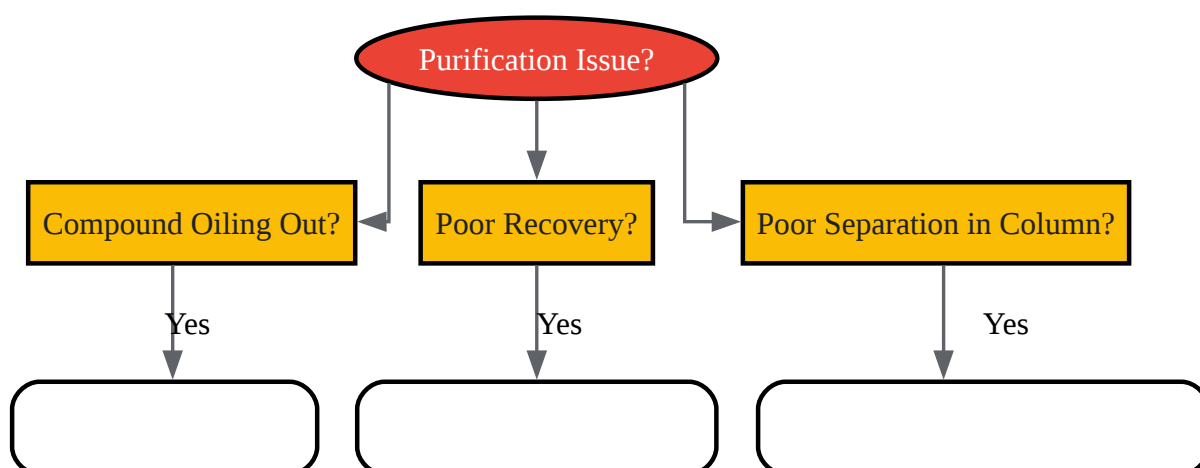 Purification Issue?
Compound Oiling Out?
Poor Recovery?
Poor Separation in Column?
Yes
Yes
Yes